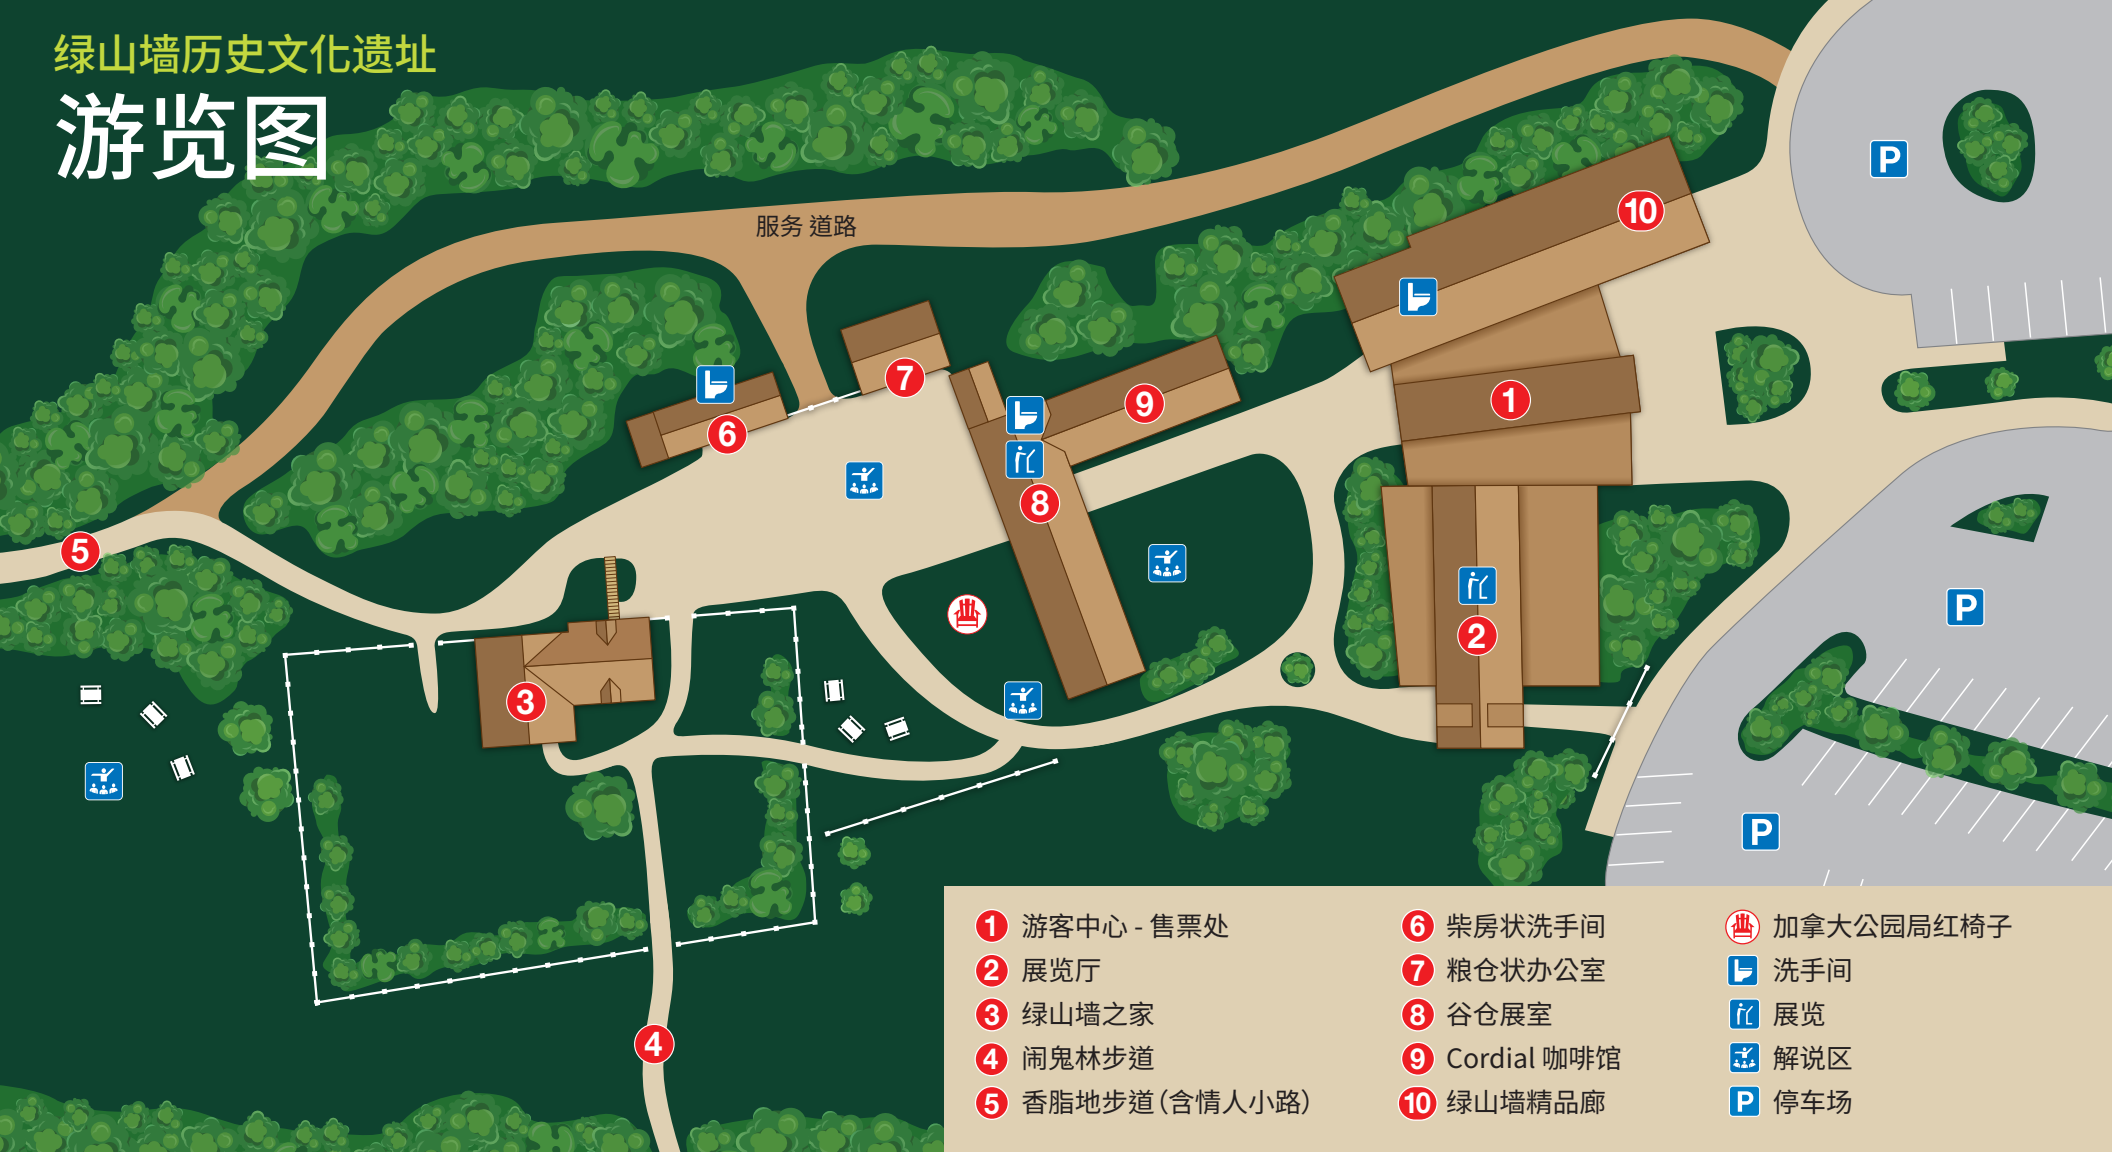 绿山墙历史文化遗址
游览图
服务 道路
P
10
7
1
6
9
8
5
P
2
3
P
4
1 游客中心 - 售票处
2 展览厅
3 绿山墙之家
4 闹鬼林步道
5 香脂地步道（含情人小路）
6 柴房状洗手间
7 粮仓状办公室
8 谷仓展室
9 Cordial 咖啡馆
10 绿山墙精品廊
加拿大公园局红椅子
洗手间
展览
解说区
P 停车场